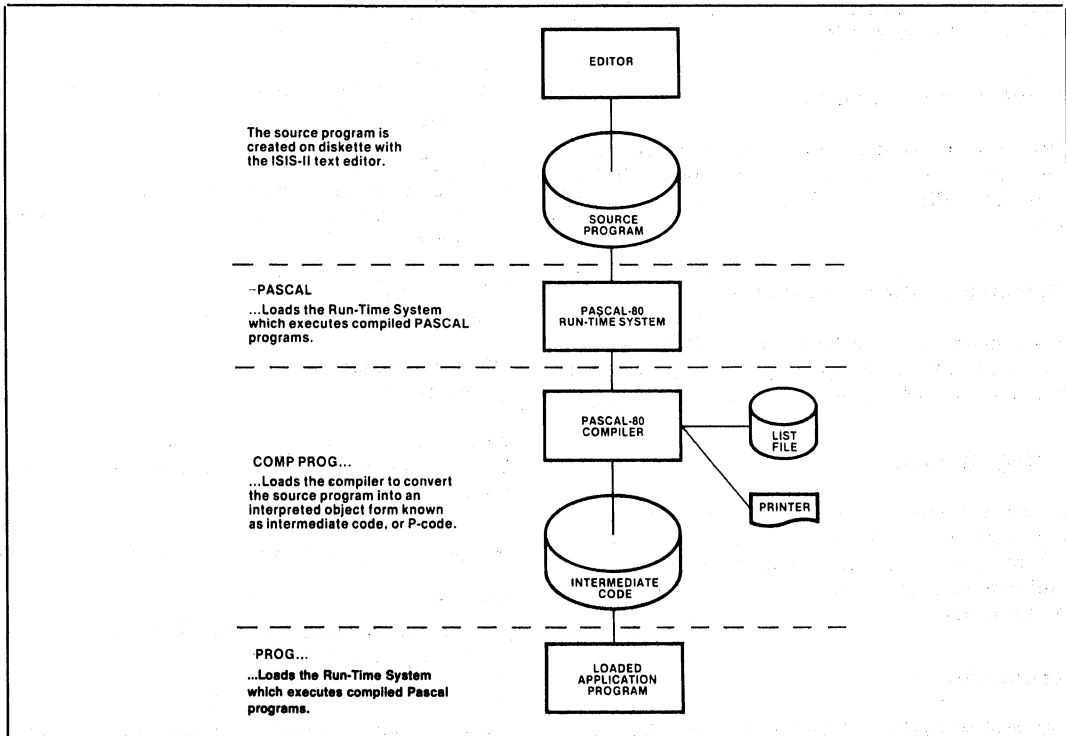 EDITOR
The source program is
created on diskette with
the ISIS-II text editor.
SOURCE
PROGRAM
-PASCAL
...Loads the Run-Time System
which executes compiled PASCAL
programs.
PASCAL-80
RUN-TIME SYSTEM
PASCAL-80
COMPILER
LIST
FILE
PRINTER
COMP PROG...
...Loads the compiler to convert
the source program into an
interpreted object form known
as intermediate code, or P-code.
INTERMEDIATE
CODE
PROG...
...Loads the Run-Time System
which executes compiled Pascal
programs.
LOADED
APPLICATION
PROGRAM